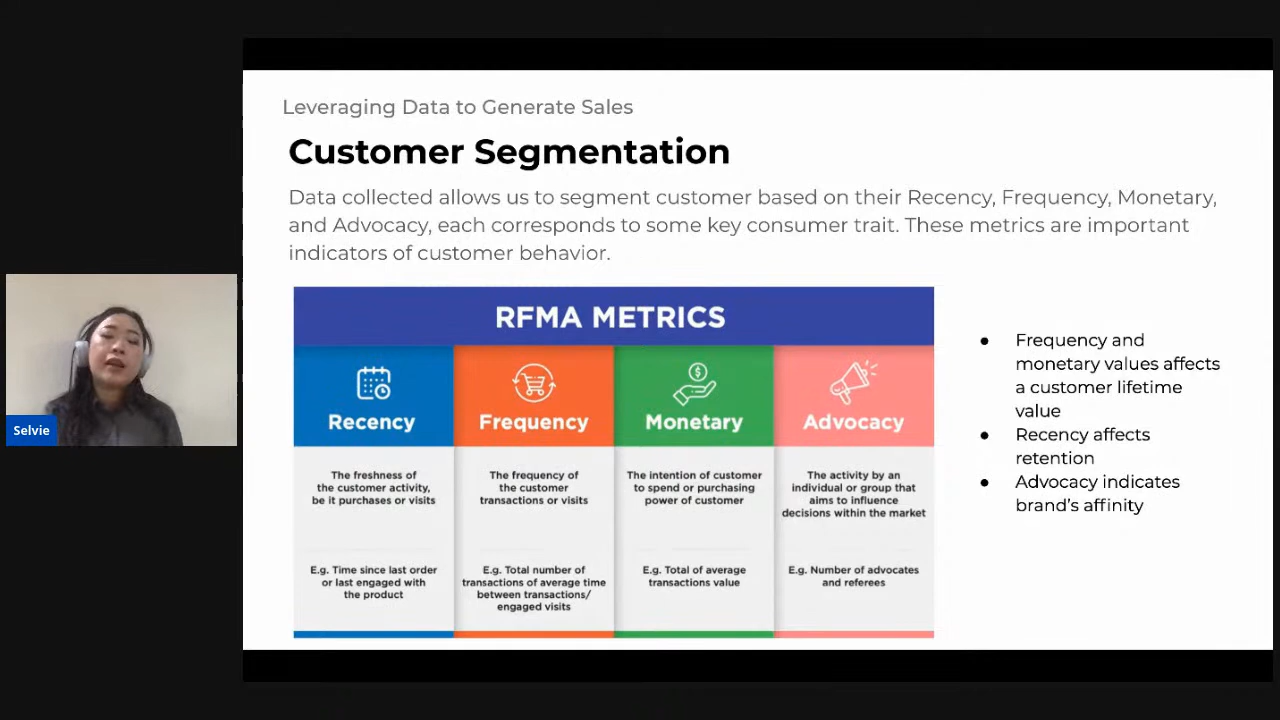 Leveraging Data to Generate Sales
Customer Segmentation
Data collected allows us to segment customer based on their Recency, Frequency, Monetary,
and Advocacy, each corresponds to some key consumer trait. These metrics are important
indicators of customer behavior.
RFMA METRICS
Recency
The freshness of
the customer activity,
be it purchases or visits
E.g. Time since last order
or last engaged with
the product
Frequency
The frequency of
the customer
transactions or visits
E.g. Total number of
transactions of average time
between transactions/
engaged visits
Monetary
The intention of customer
to spend or purchasing
power of customer
E.g. Total of average
transactions value
Advocacy
The activity by an
individual or group that
aims to influence
decisions within the market
E.g. Number of advocates
and referees
● Frequency and
monetary values affects
a customer lifetime
value
● Recency affects
retention
● Advocacy indicates
brand's affinity
Selvie